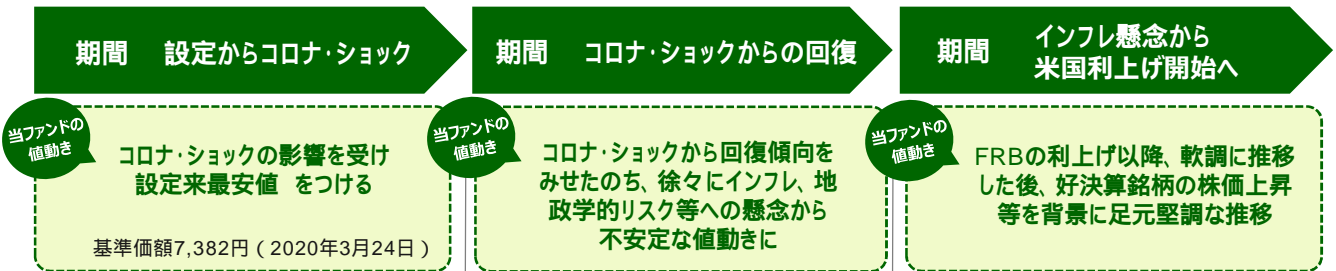 期間 設定からコロナ・ショック
当ファンドの
値動き
コロナ・ショックの影響を受け
設定来最安値 をつける
基準価額7,382円（2020年3月24日）
期間 コロナ・ショックからの回復
当ファンドの
値動き
コロナ・ショックから回復傾向を
みせたのち、徐々にインフレ、地
政学的リスク等への懸念から
不安定な値動きに
期間 インフレ懸念から
米国利上げ開始へ
当ファンドの
値動き
FRBの利上げ以降、軟調に推移
した後、好決算銘柄の株価上昇
等を背景に足元堅調な推移